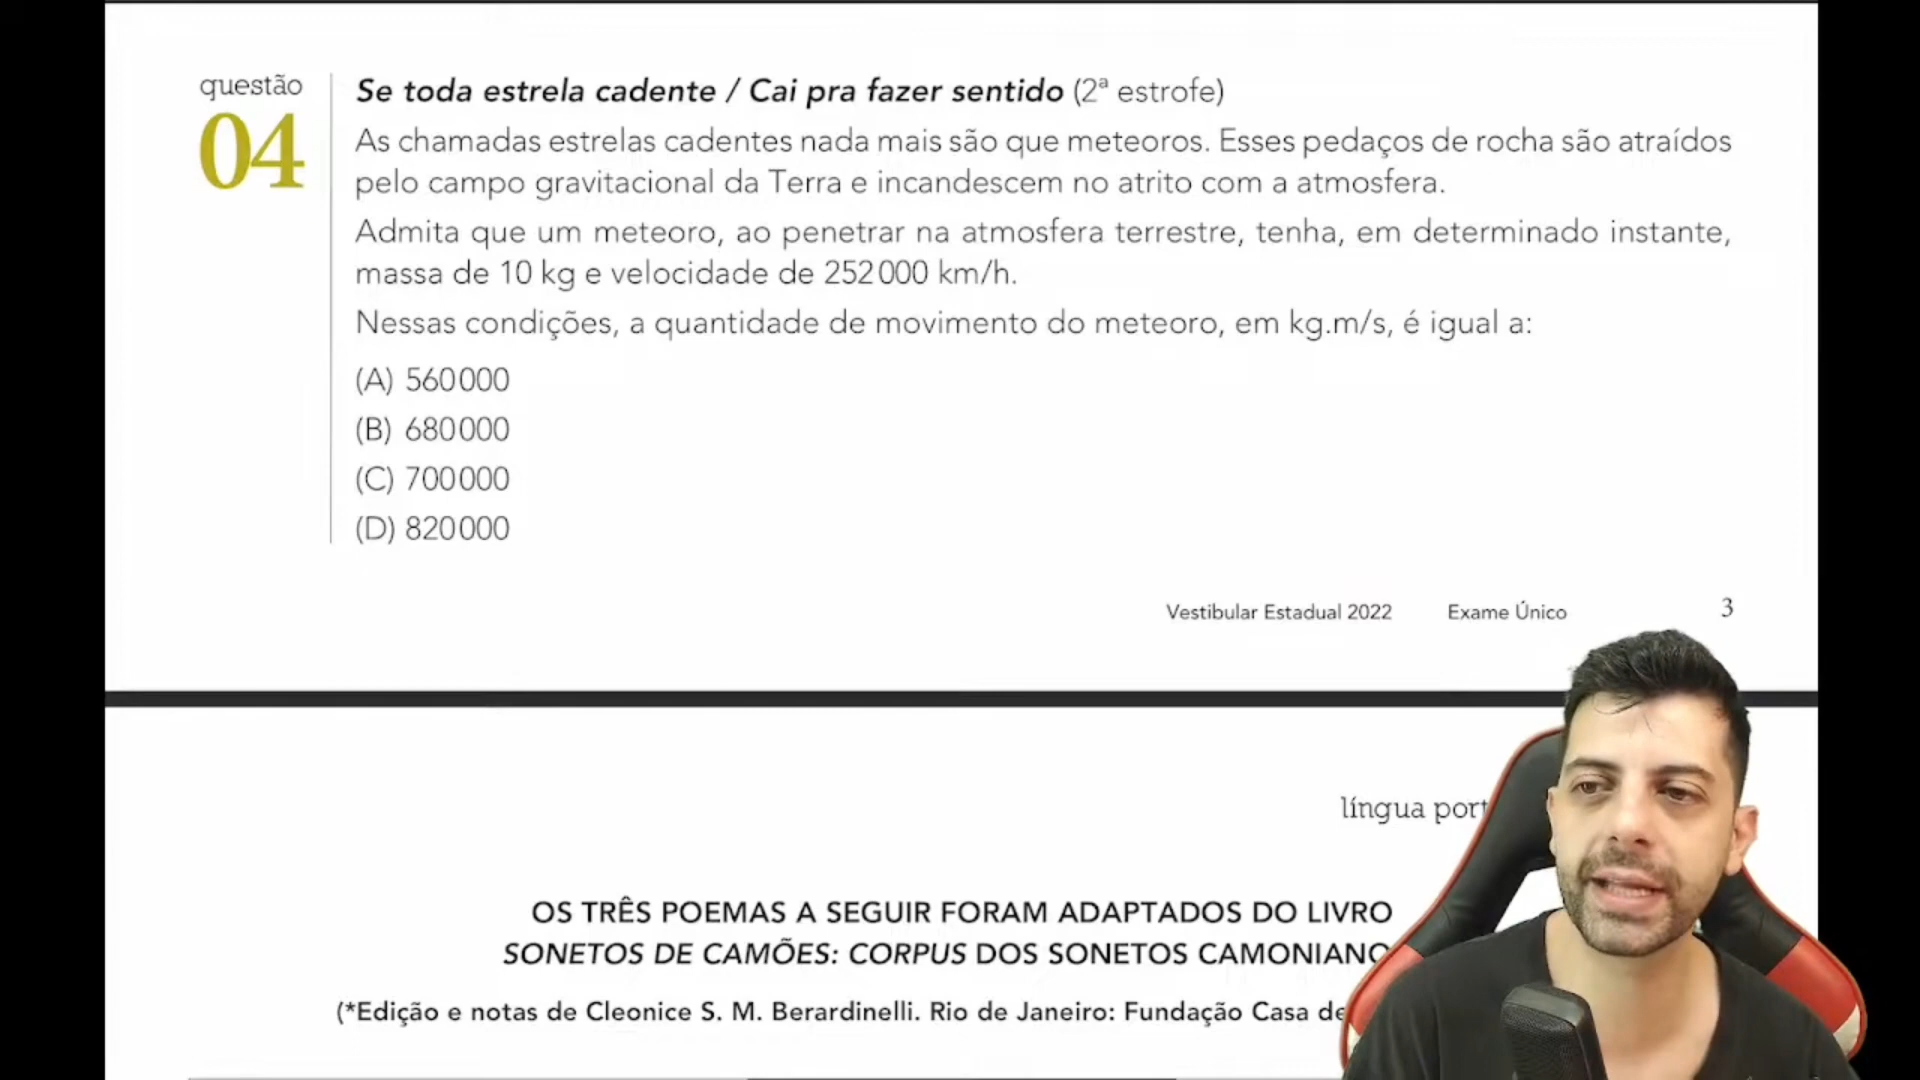 questão
04
Se toda estrela cadente / Cai pra fazer sentido (2ª estrofe)
As chamadas estrelas cadentes nada mais são que meteoros. Esses pedaços de rocha são atraídos
pelo campo gravitacional da Terra e incandescem no atrito com a atmosfera.
Admita que um meteoro, ao penetrar na atmosfera terrestre, tenha, em determinado instante,
massa de 10 kg e velocidade de 252000 km/h.
Nessas condições, a quantidade de movimento do meteoro, em kg.m/s, é igual a:
(A) 560000
(B) 680000
(C) 700000
(D) 820000
Vestibular Estadual 2022 Exame Único 3
língua port
OS TRÊS POEMAS A SEGUIR FORAM ADAPTADOS DO LIVRO
SONETOS DE CAMÕES: CORPUS DOS SONETOS CAMONIANO
(*Edição e notas de Cleonice S. M. Berardinelli. Rio de Janeiro: Fundação Casa de